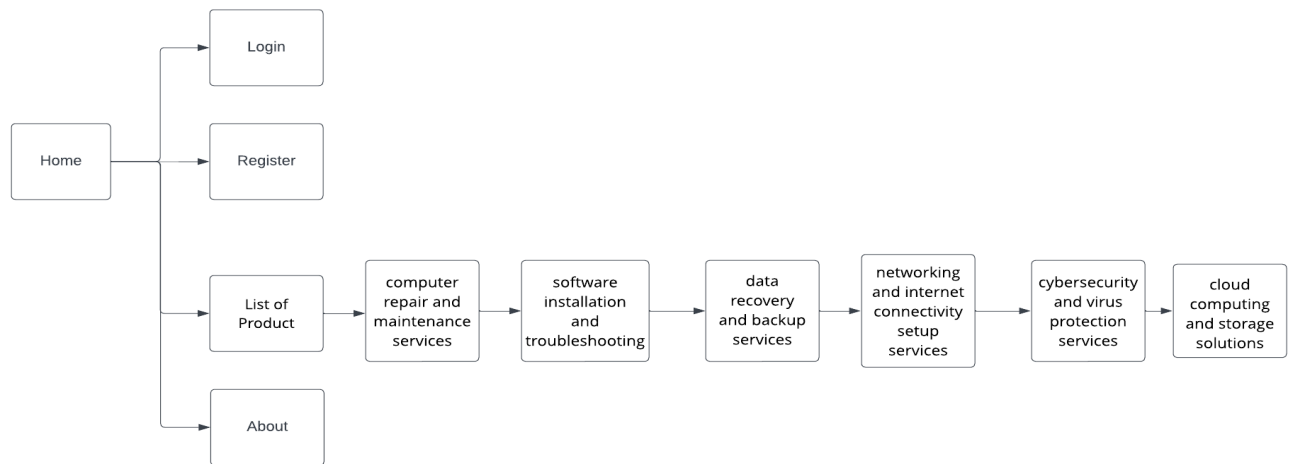 Login
Home
Register
List of
Product
computer
repair and
maintenance
services
software
installation
and
troubleshooting
data
recovery
and backup
services
networking
and internet
connectivity
setup
services
cybersecurity
and virus
protection
services
cloud
computing
and storage
solutions
About